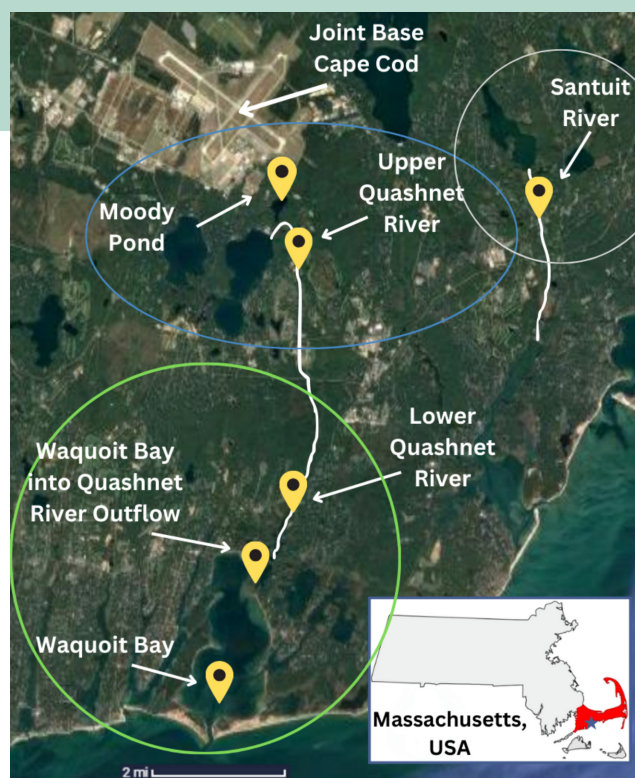 Joint Base
Cape Cod
Santuit
River
Upper
Quashnet
River
Moody
Pond
Lower
Quashnet
River
Waquoit Bay
into Quashnet
River Outflow
Waquoit Bay
Massachusetts,
USA
2 mi